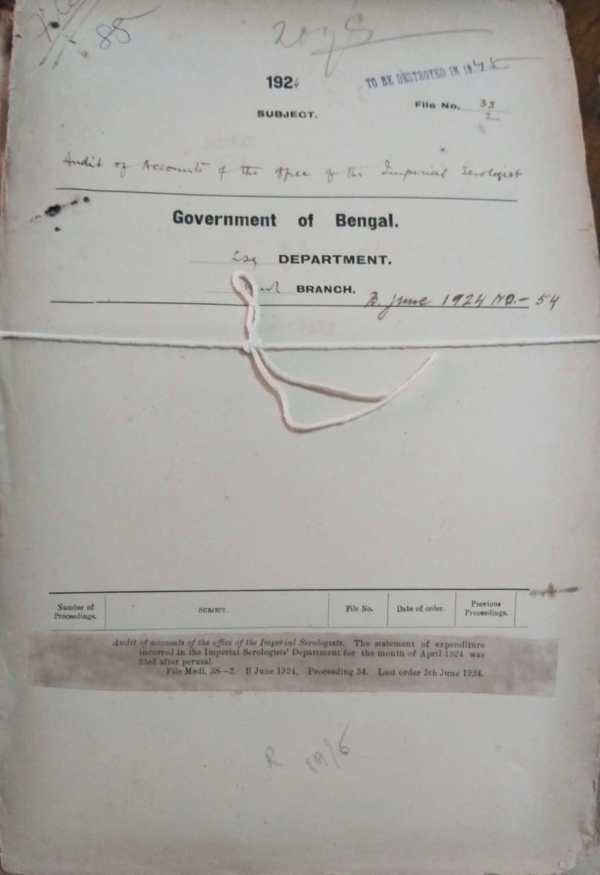 88
1924
TO BE DESTROYED IN 1945
SUBJECT.
File No. 3S/2
Audit of Accounts of the office of the Imperial Serologist
Government of Bengal.
DEPARTMENT.
BRANCH.
B. June 1924 NO.- 54
Number of Proceedings.
SUBJECT.
File No.
Date of order.
Previous Proceedings.
Audit of accounts of the office of the Imperial Serologists. The statement of expenditure
incurred in the Imperial Serologists' Department for the month of April 1924 was
filed after perusal.
File Medl. 3S—2. B June 1924. Proceeding 54. Last order 5th June 1924.
R 19/6